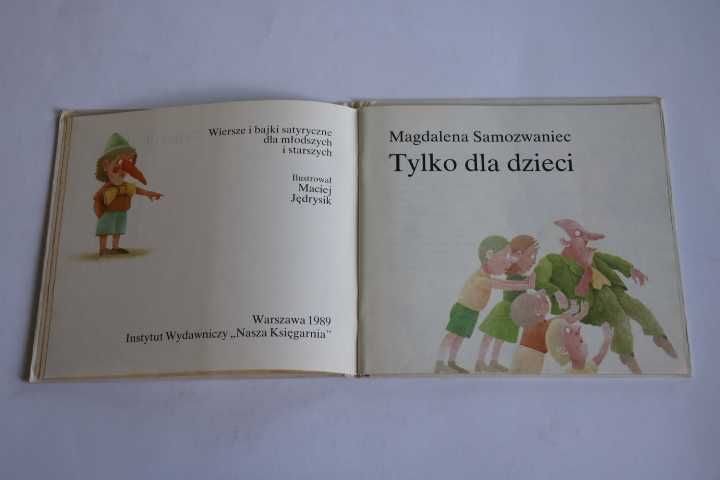 Wiersze i bajki satyryczne
dla młodszych
i starszych
Ilustrował
Maciej
Jędrysik
Warszawa 1989
Instytut Wydawniczy „Nasza Księgarnia”
Magdalena Samozwaniec
Tylko dla dzieci